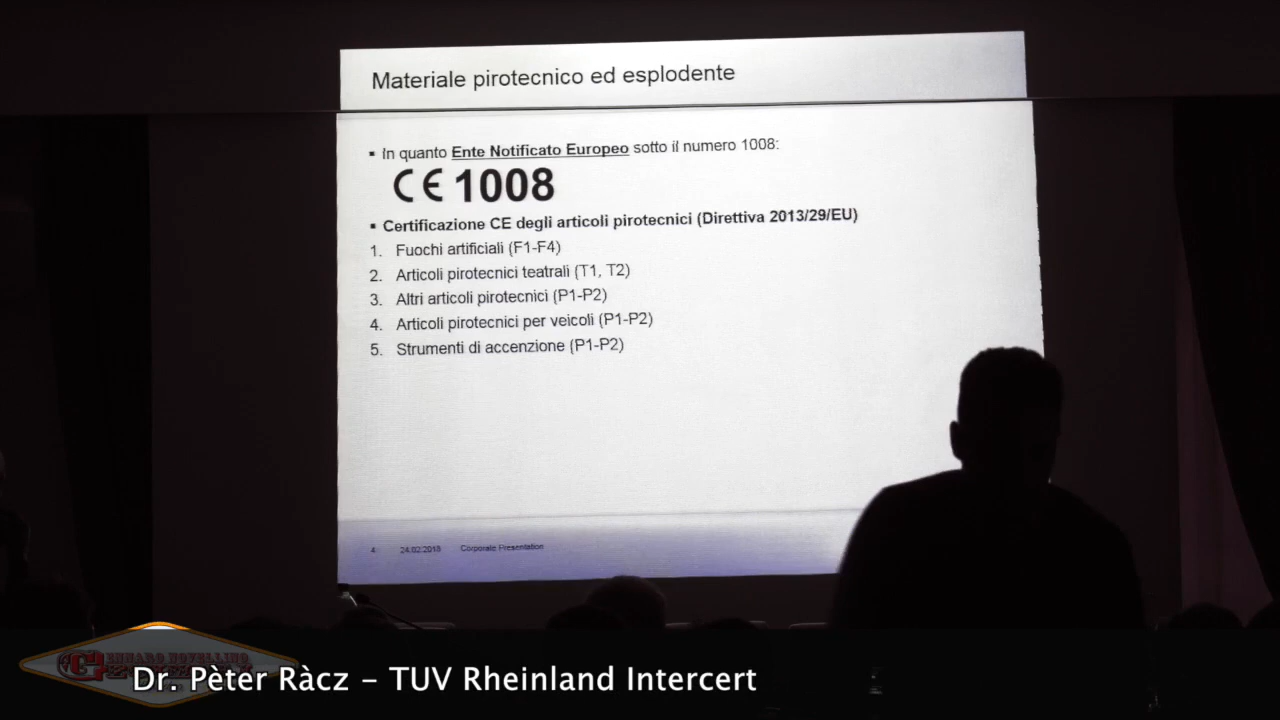 Materiale pirotecnico ed esplodente
▪ In quanto Ente Notificato Europeo sotto il numero 1008:
CE 1008
▪ Certificazione CE degli articoli pirotecnici (Direttiva 2013/29/EU)
1. Fuochi artificiali (F1-F4)
2. Articoli pirotecnici teatrali (T1, T2)
3. Altri articoli pirotecnici (P1-P2)
4. Articoli pirotecnici per veicoli (P1-P2)
5. Strumenti di accenzione (P1-P2)
4 24.02.2018 Corporate Presentation
GENNARO NOVELLINO
Dr. Pèter Ràcz – TUV Rheinland Intercert